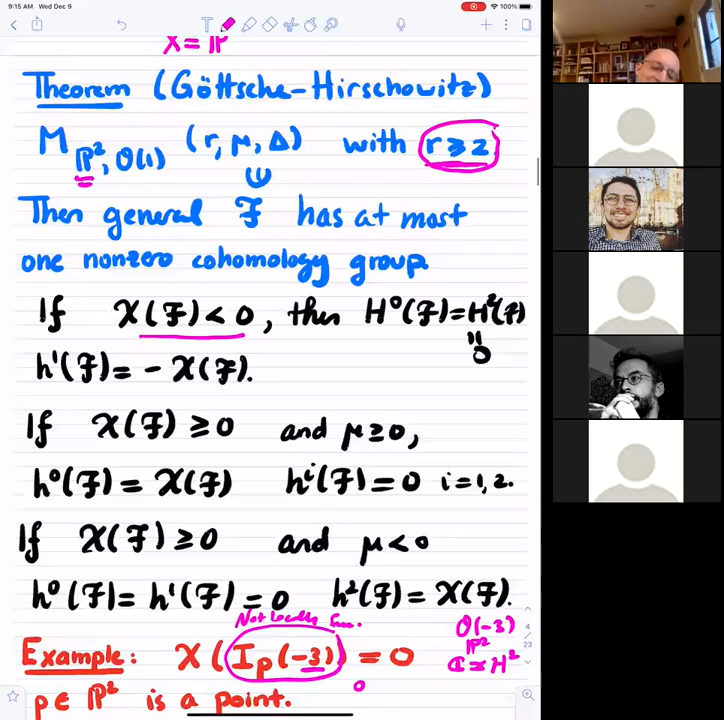 9:15 AM Wed Dec 9
100%
X = P
Theorem (Göttsche-Hirschowitz)
M P², O(1) (r, μ, Δ) with r ≥ 2
Then general F has at most
one nonzero cohomology group.
If χ(F) < 0, then H⁰(F) = H²(F)
= 0
h¹(F) = - χ(F).
If χ(F) ≥ 0 and μ ≥ 0,
h⁰(F) = χ(F) hⁱ(F) = 0 i = 1, 2.
If χ(F) ≥ 0 and μ < 0
h⁰(F) = h¹(F) = 0 h²(F) = χ(F).
Not locally free.
Example: χ(I_p(-3)) = 0
O(-3)
P²
C ≅ H²
0
p ∈ P² is a point.
4
23